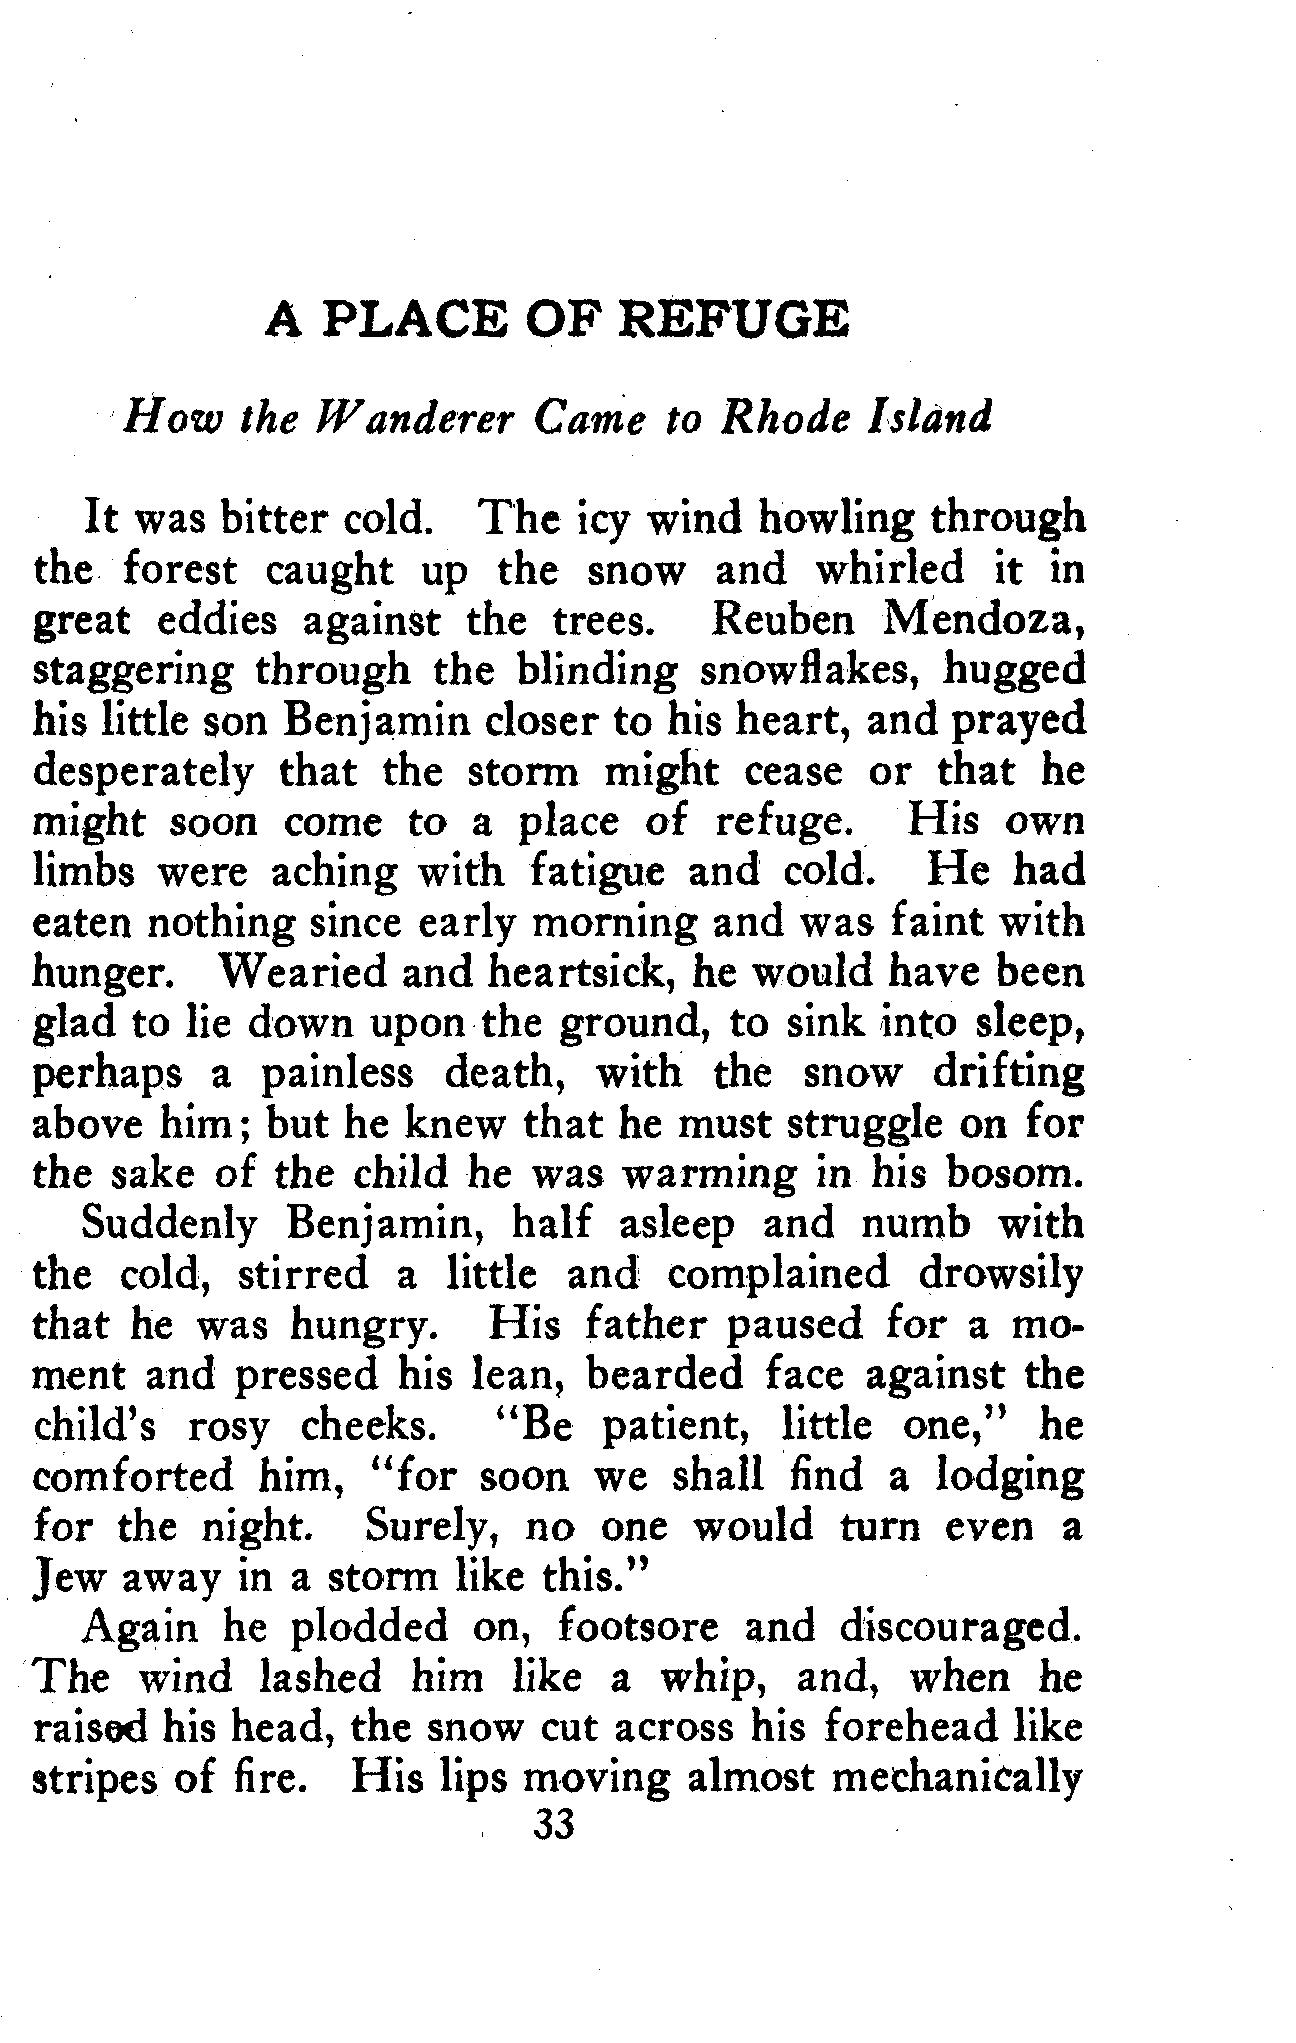 A PLACE OF REFUGE
How the Wanderer Came to Rhode Island
It was bitter cold. The icy wind howling through
the forest caught up the snow and whirled it in
great eddies against the trees. Reuben Mendoza,
staggering through the blinding snowflakes, hugged
his little son Benjamin closer to his heart, and prayed
desperately that the storm might cease or that he
might soon come to a place of refuge. His own
limbs were aching with fatigue and cold. He had
eaten nothing since early morning and was faint with
hunger. Wearied and heartsick, he would have been
glad to lie down upon the ground, to sink into sleep,
perhaps a painless death, with the snow drifting
above him; but he knew that he must struggle on for
the sake of the child he was warming in his bosom.
Suddenly Benjamin, half asleep and numb with
the cold, stirred a little and complained drowsily
that he was hungry. His father paused for a mo-
ment and pressed his lean, bearded face against the
child's rosy cheeks. "Be patient, little one," he
comforted him, "for soon we shall find a lodging
for the night. Surely, no one would turn even a
Jew away in a storm like this."
Again he plodded on, footsore and discouraged.
The wind lashed him like a whip, and, when he
raised his head, the snow cut across his forehead like
stripes of fire. His lips moving almost mechanically
33